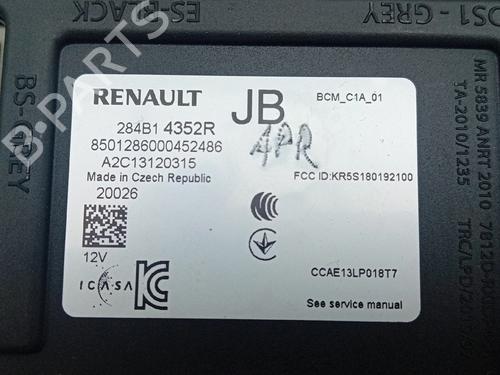 ES-BLACK
PS1 - GREY
BS-GREY
RENAULT
JB
BCM_C1A_01
284B1 4352R
8501286000452486
A2C13120315
Made in Czech Republic
20026
APR
FCC ID:KR5S180192100
12V
ICASA
CCAE13LP018T7
See service manual
MR 5839 ANRT 2010
TA-2010/1235
B-PARTS